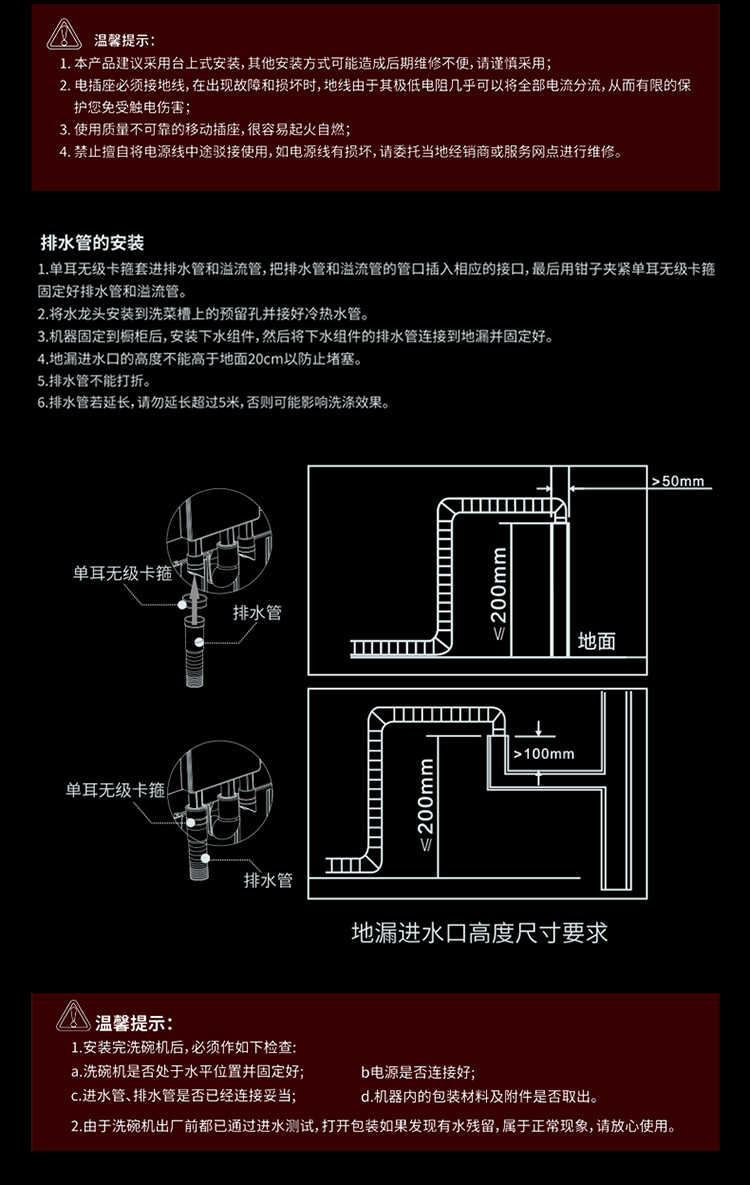 温馨提示:
1. 本产品建议采用台上式安装,其他安装方式可能造成后期维修不便,请谨慎采用;
2. 电插座必须接地线,在出现故障和损坏时,地线由于其极低电阻几乎可以将全部电流分流,从而有限的保
护您免受触电伤害;
3. 使用质量不可靠的移动插座,很容易起火自燃;
4. 禁止擅自将电源线中途驳接使用,如电源线有损坏,请委托当地经销商或服务网点进行维修。
排水管的安装
1.单耳无级卡箍套进排水管和溢流管,把排水管和溢流管的管口插入相应的接口,最后用钳子夹紧单耳无级卡箍
固定好排水管和溢流管。
2.将水龙头安装到洗菜槽上的预留孔并接好冷热水管。
3.机器固定到橱柜后,安装下水组件,然后将下水组件的排水管连接到地漏并固定好。
4.地漏进水口的高度不能高于地面20cm以防止堵塞。
5.排水管不能打折。
6.排水管若延长,请勿延长超过5米,否则可能影响洗涤效果。
>50mm
单耳无级卡箍
排水管
≤200mm
地面
>100mm
单耳无级卡箍
≤200mm
排水管
地漏进水口高度尺寸要求
温馨提示:
1.安装完洗碗机后,必须作如下检查:
a.洗碗机是否处于水平位置并固定好; b电源是否连接好;
c.进水管、排水管是否已经连接妥当; d.机器内的包装材料及附件是否取出。
2.由于洗碗机出厂前都已通过进水测试,打开包装如果发现有水残留,属于正常现象,请放心使用。